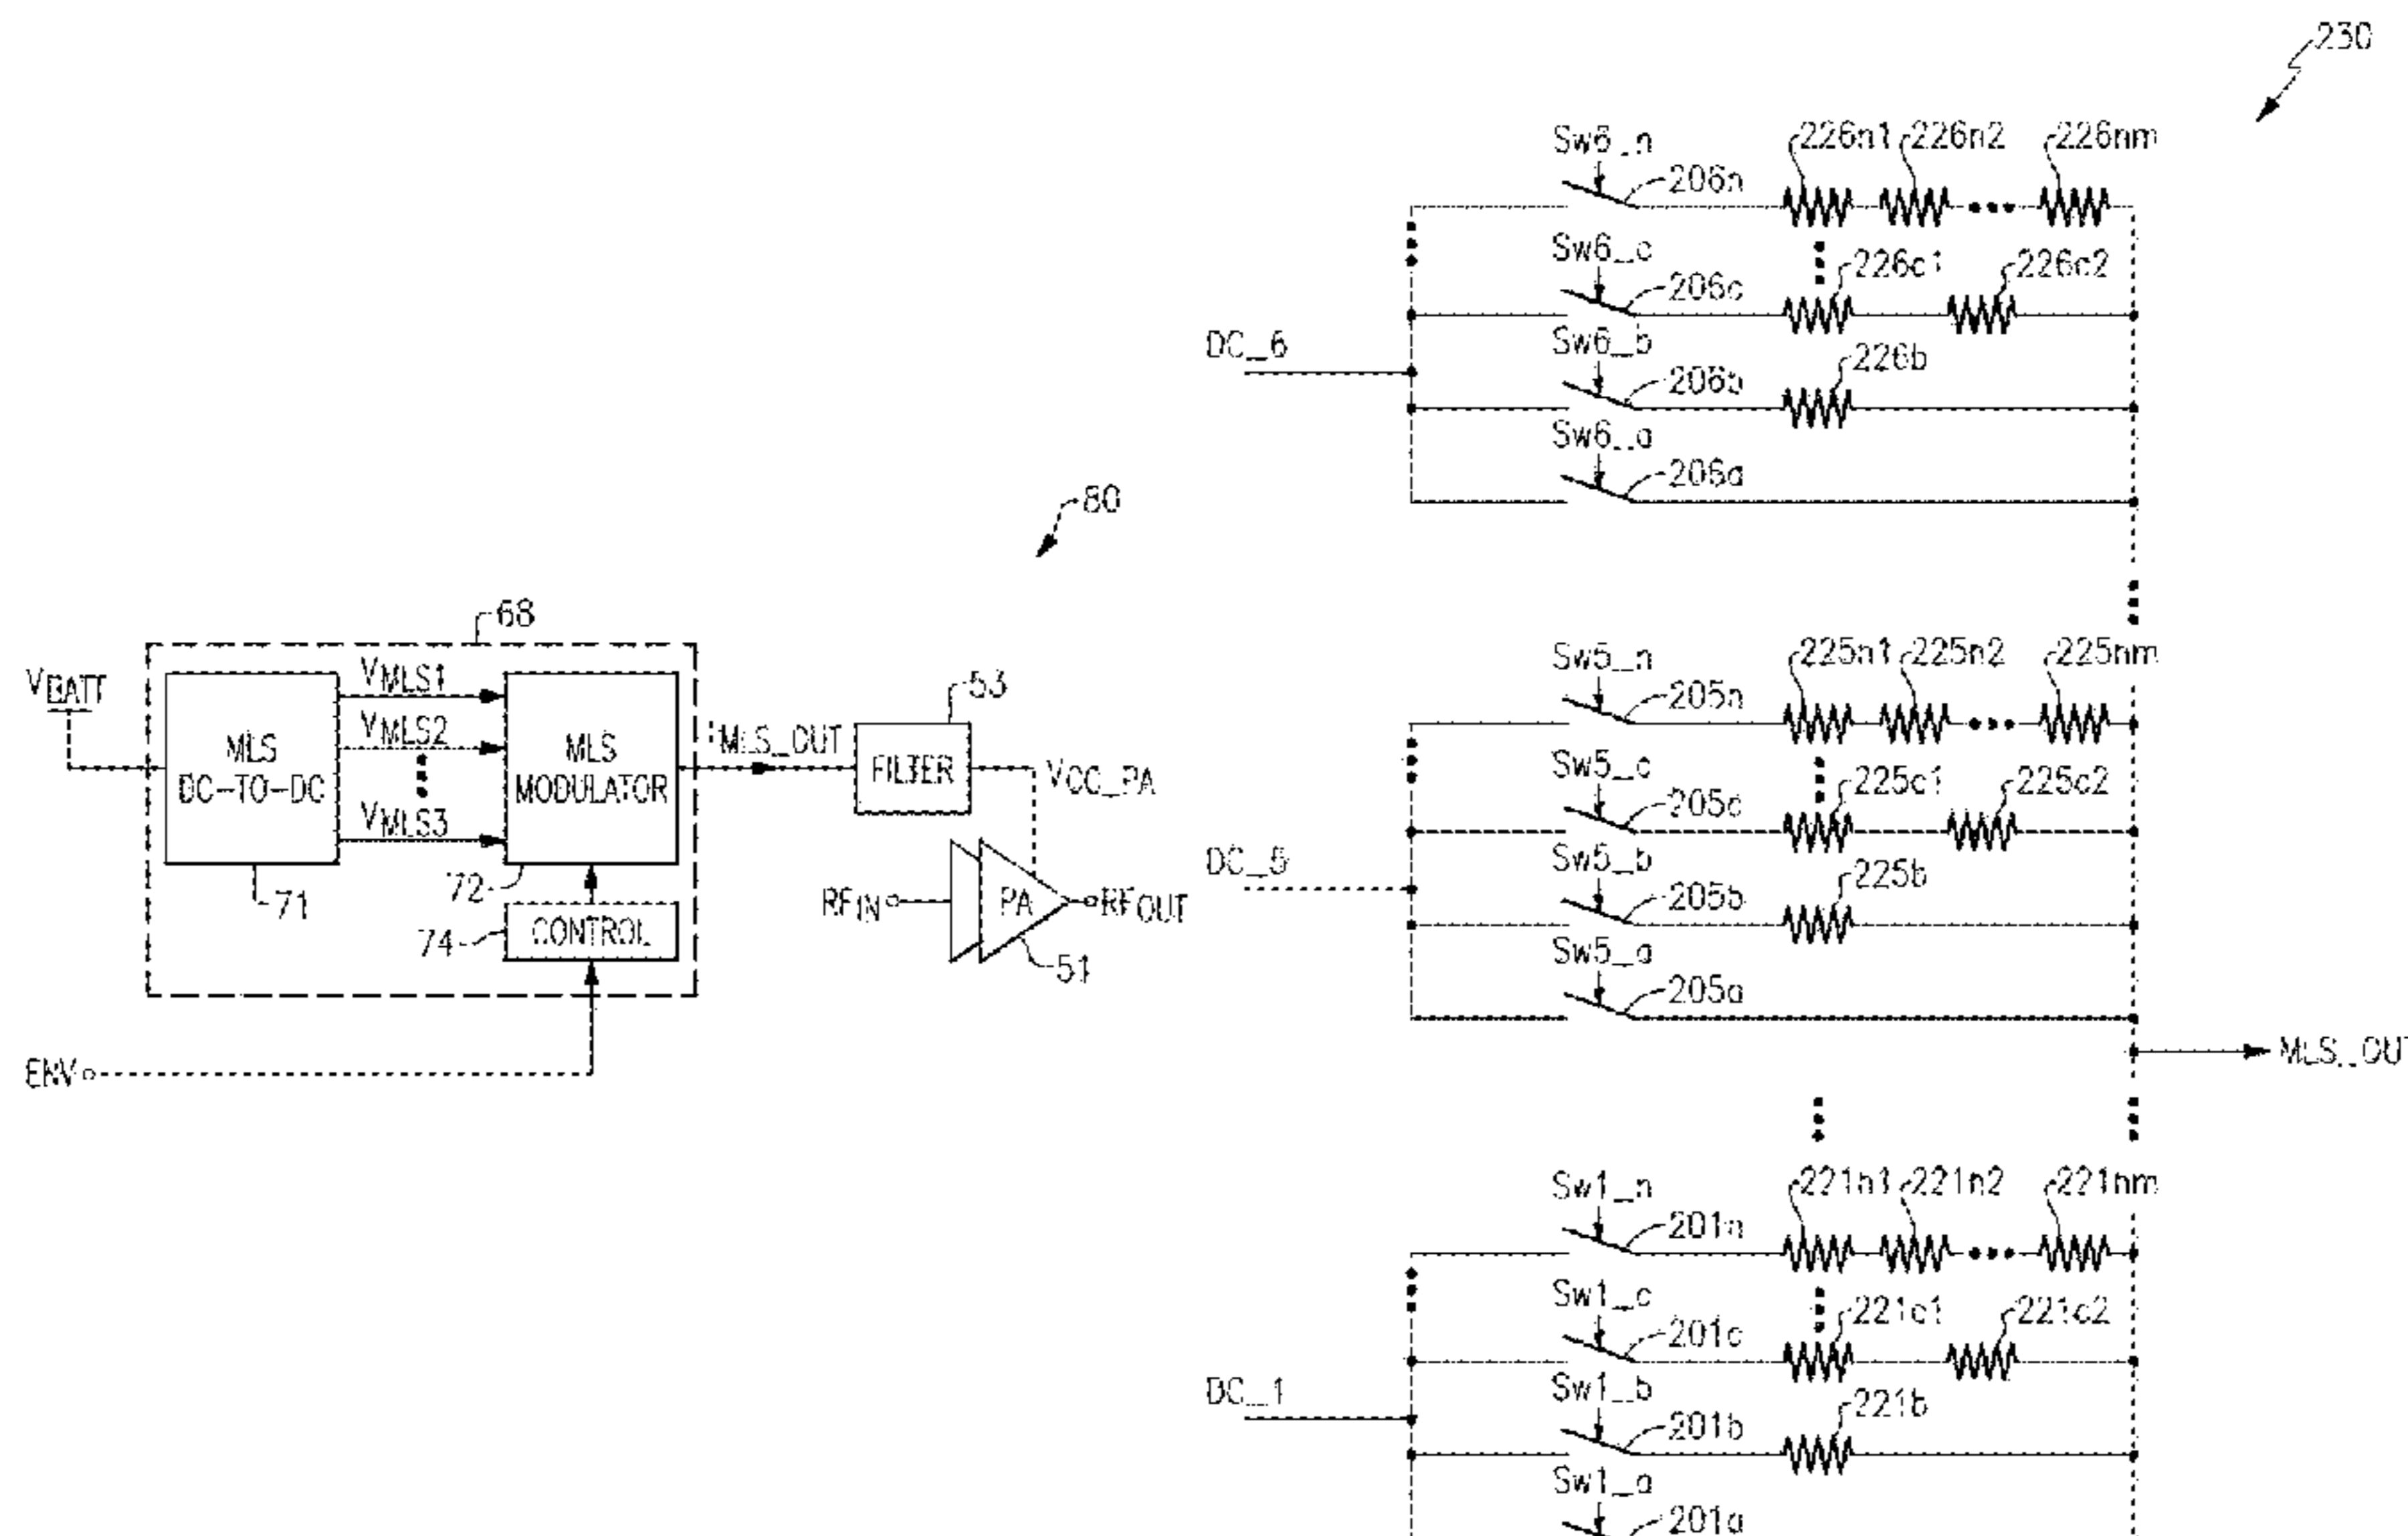 230
Sw6_n
206n
226n1
226n2
226nm
Sw6_c
206c
226c1
226c2
DC_6
Sw6_b
206b
226b
Sw6_a
206a
80
68
VBATT
MLS DC-TO-DC
71
VMLS1
VMLS2
VMLS3
MLS MODULATOR
72
CONTROL
74
ENV
MLS_OUT
FILTER
53
VCC_PA
RFIN
PA
RFOUT
51
Sw5_n
205n
225n1
225n2
225nm
Sw5_c
205c
225c1
225c2
DC_5
Sw5_b
205b
225b
Sw5_a
205a
MLS_OUT
Sw1_n
201n
221n1
221n2
221nm
Sw1_c
201c
221c1
221c2
DC_1
Sw1_b
201b
221b
Sw1_a
201a